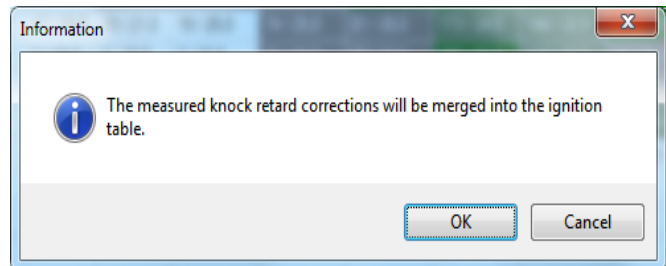 Information
The measured knock retard corrections will be merged into the ignition
table.
OK
Cancel